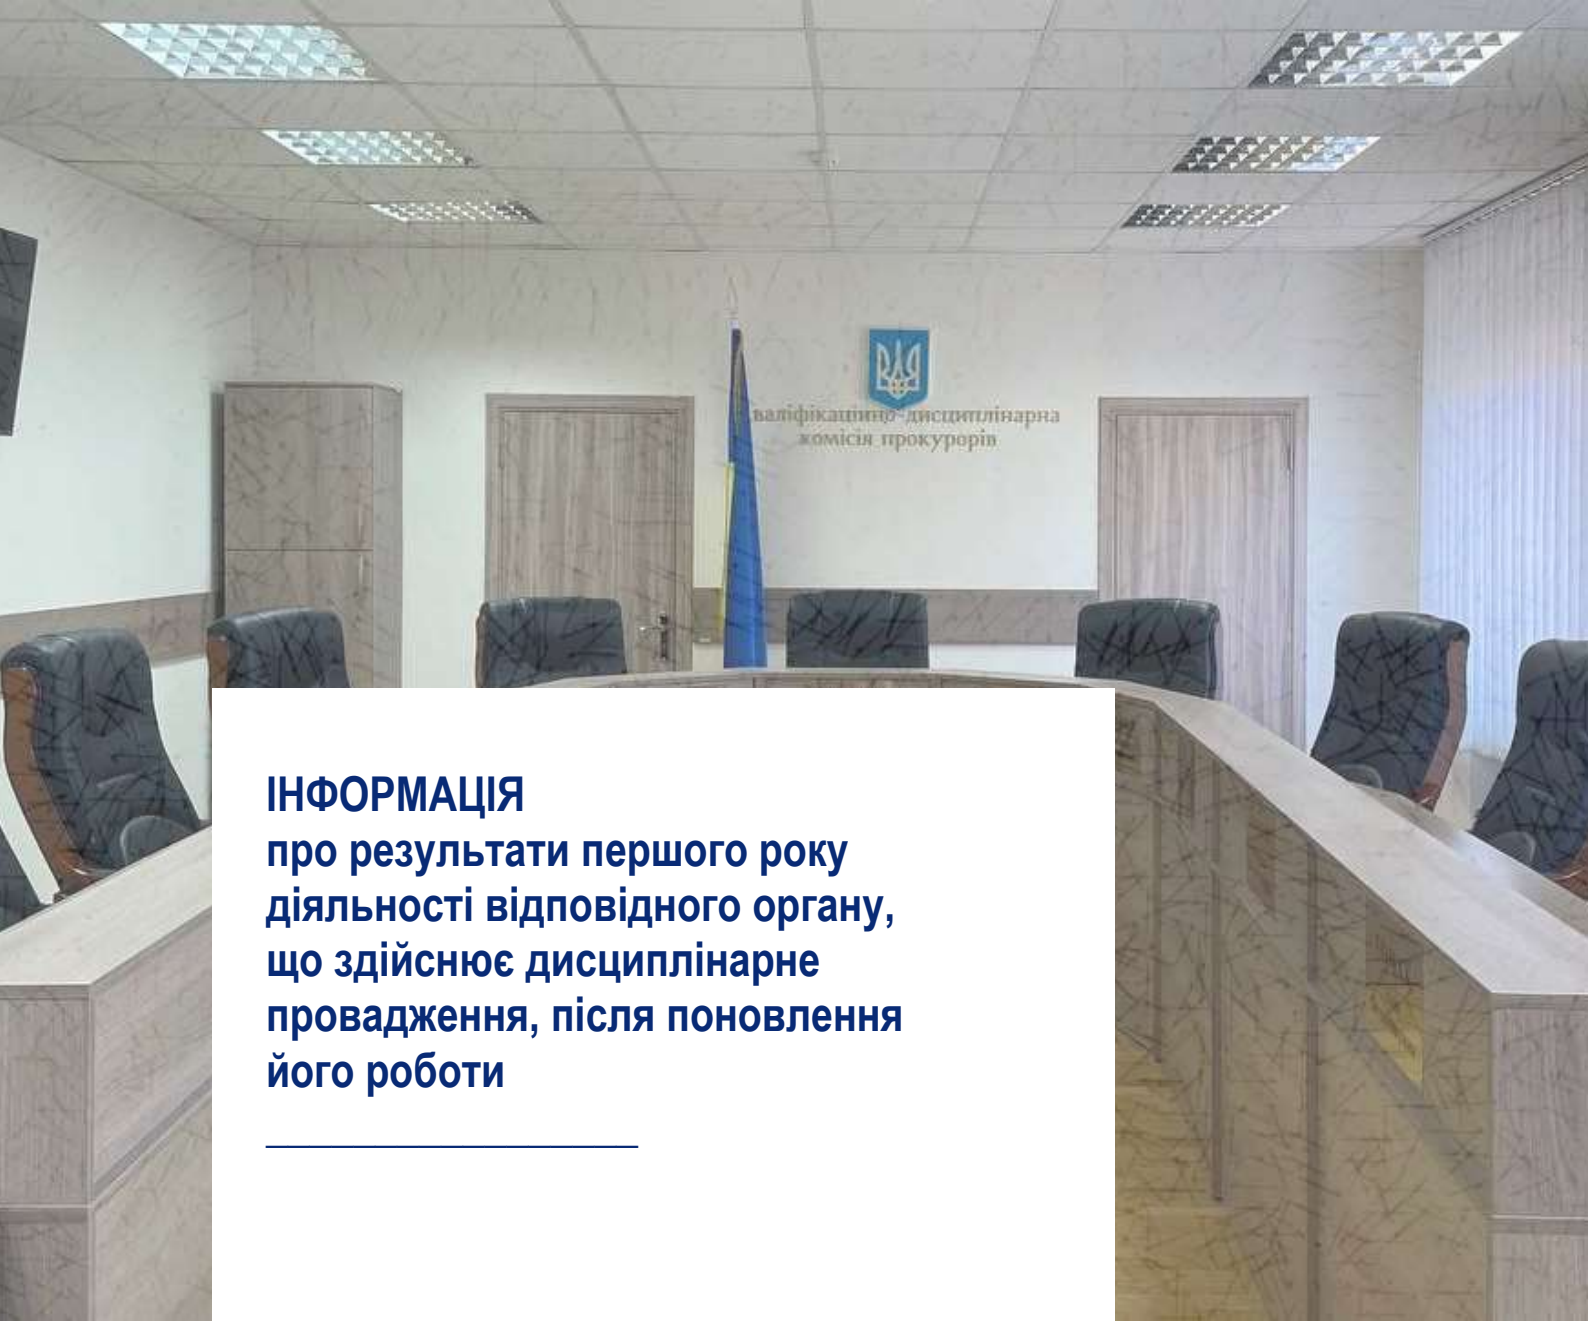 валіфікаційно-дисциплінарна
комісія прокурорів
ІНФОРМАЦІЯ
про результати першого року
діяльності відповідного органу,
що здійснює дисциплінарне
провадження, після поновлення
його роботи